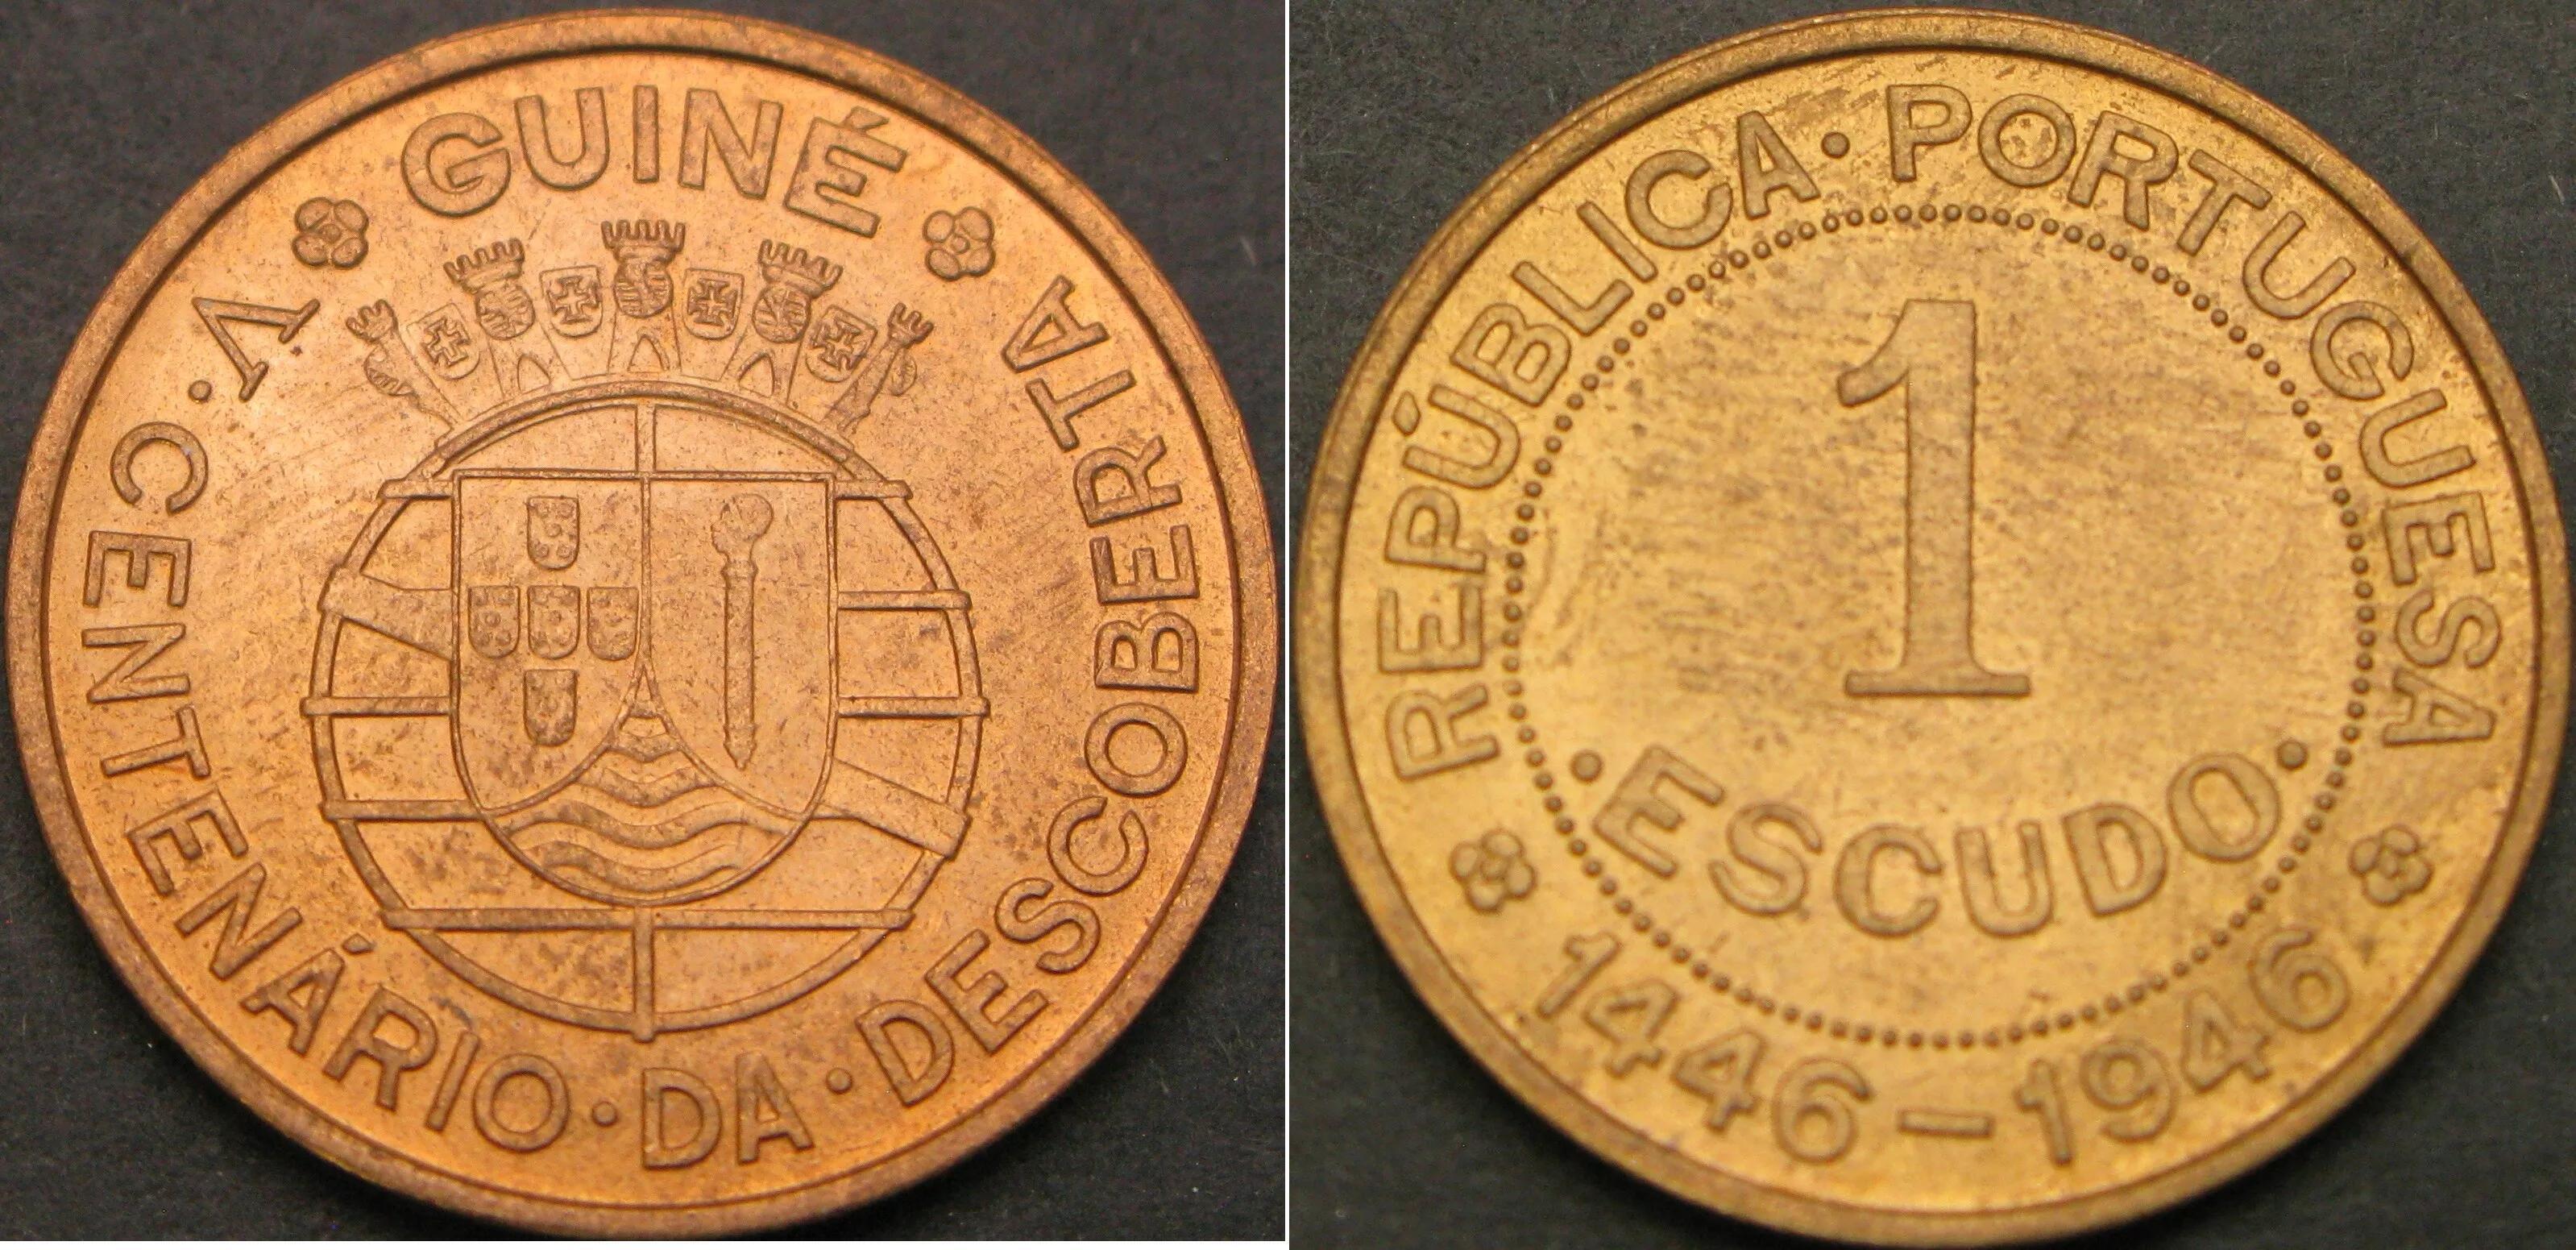 GUINÉ
V·CENTENÁRIO·DA·DESCOBERTA
REPÚBLICA·PORTUGUESA
1
·ESCUDO·
1446-1946